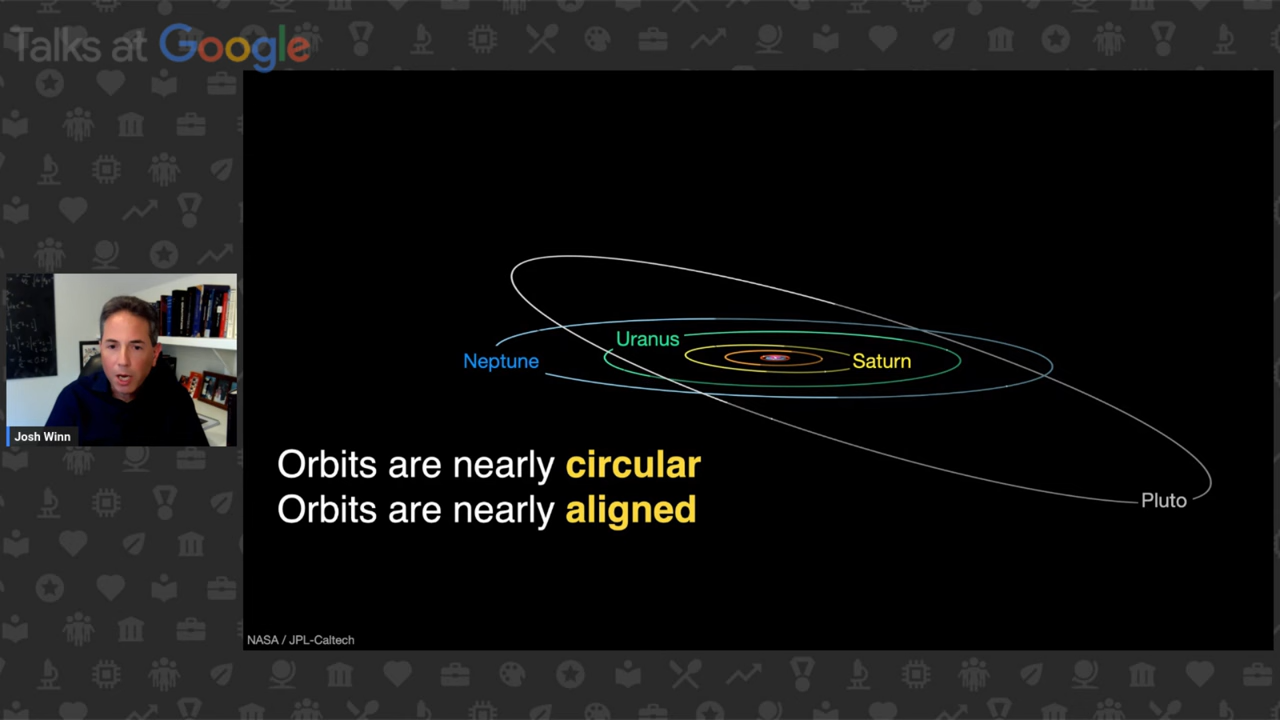 Talks at Google
Uranus
Neptune
Saturn
Josh Winn
Orbits are nearly circular
Orbits are nearly aligned
Pluto
NASA / JPL-Caltech